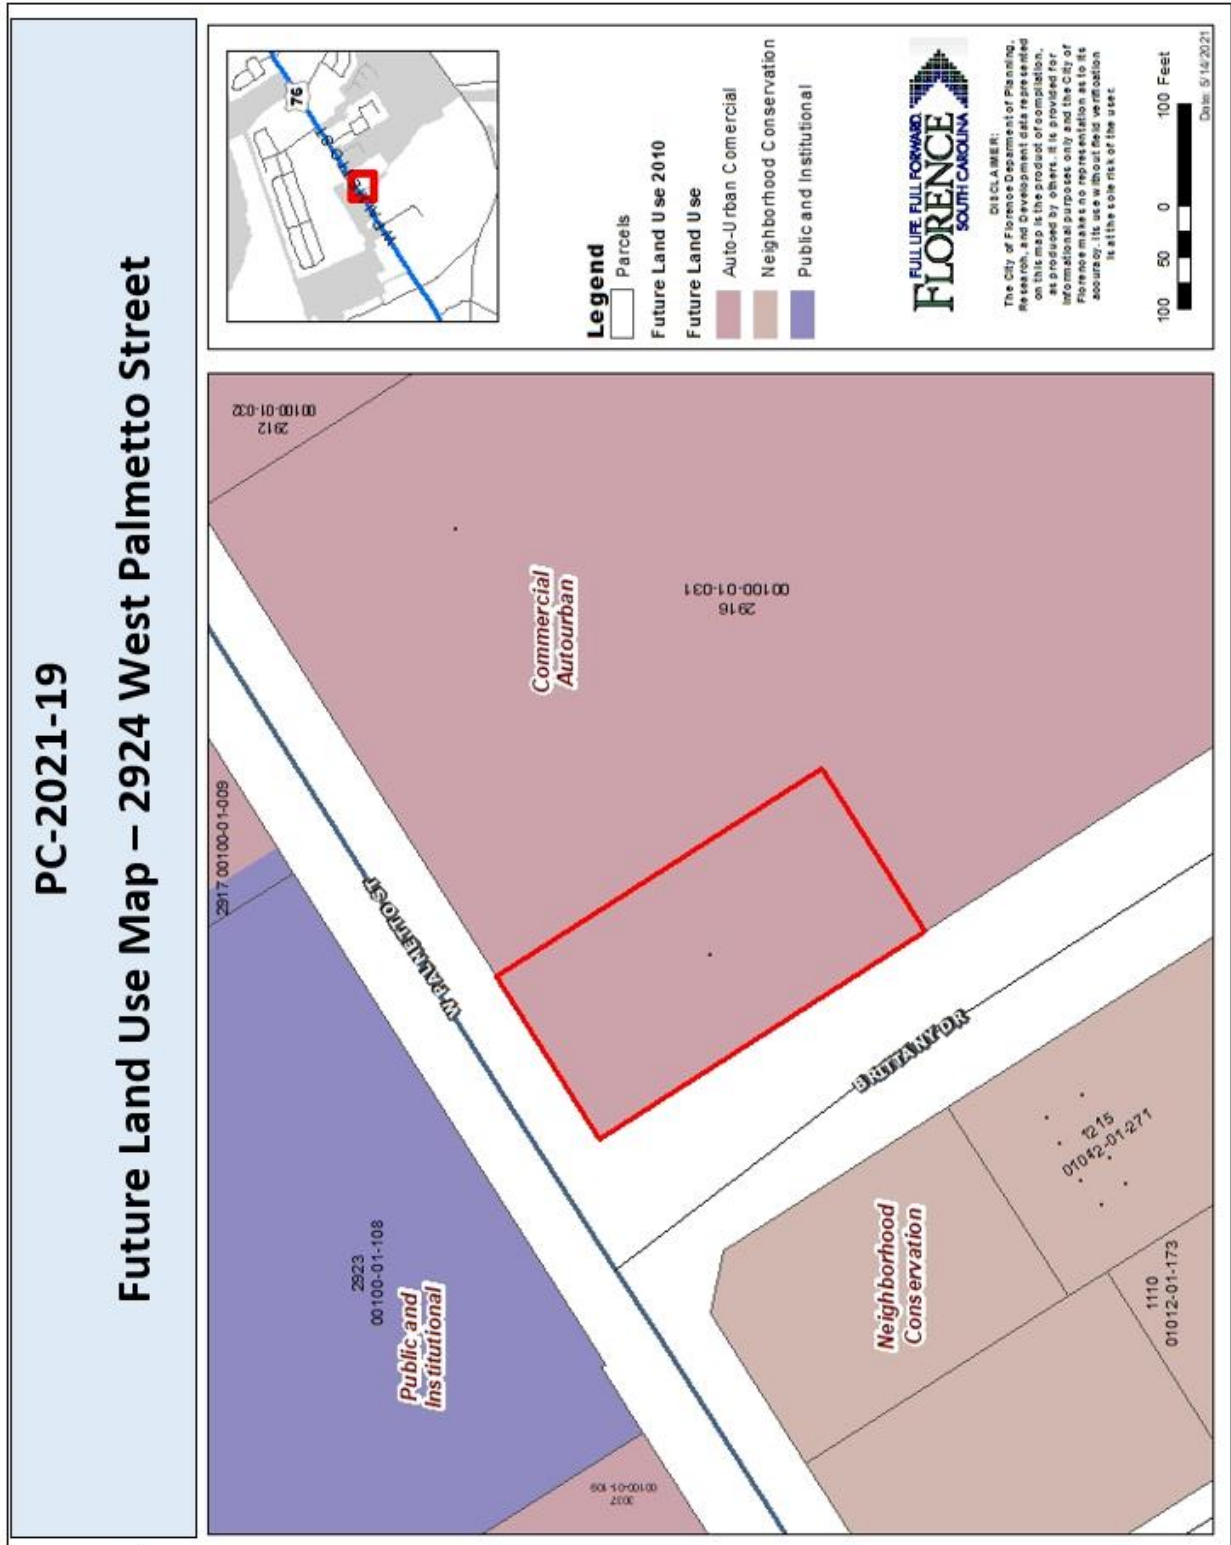 PC-2021-19
Future Land Use Map – 2924 West Palmetto Street
2917 00100-01-009
2912
00100-01-032
W PALMETTO ST
2923
00100-01-108
Public and
Institutional
Commercial
Autourban
2916
00100-01-031
BRITTANY DR
Neighborhood
Conservation
1215
01042-01-271
1110
01012-01-173
3037
00100-01-109
76
Legend
Parcels
Future Land Use 2010
Future Land Use
Auto-Urban Comercial
Neighborhood Conservation
Public and Institutional
FULL LIFE. FULL FORWARD.
FLORENCE
SOUTH CAROLINA
DISCLAIMER:
The City of Florence Deparment of Planning,
Research, and Development data represented
on this map is the product of compilation,
as produced by others. It is provided for
informational purposes only and the City of
Florence makes no representation as to its
accuracy. Its use without field verification
is at the sole risk of the user.
100 50 0 100 Feet
Date: 5/14/2021